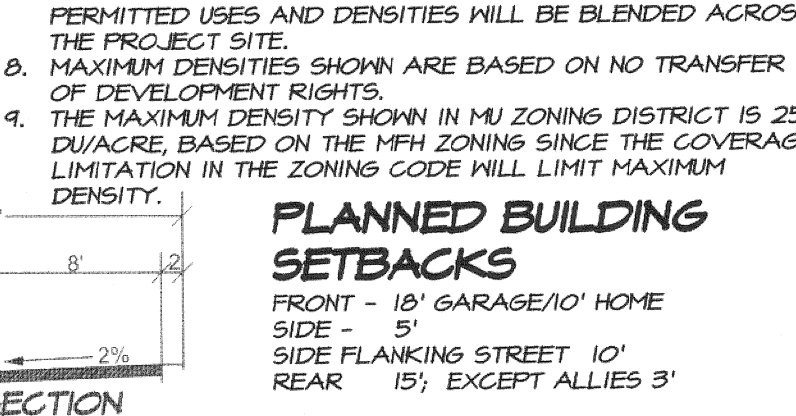 PERMITTED USES AND DENSITIES WILL BE BLENDED ACROS
THE PROJECT SITE.
8. MAXIMUM DENSITIES SHOWN ARE BASED ON NO TRANSFER
OF DEVELOPMENT RIGHTS.
9. THE MAXIMUM DENSITY SHOWN IN MU ZONING DISTRICT IS 25
DU/ACRE, BASED ON THE MFH ZONING SINCE THE COVERAG
LIMITATION IN THE ZONING CODE WILL LIMIT MAXIMUM
DENSITY.
PLANNED BUILDING
SETBACKS
FRONT - 18' GARAGE/10' HOME
SIDE - 5'
SIDE FLANKING STREET 10'
REAR 15'; EXCEPT ALLIES 3'
8' 2
2%
ECTION